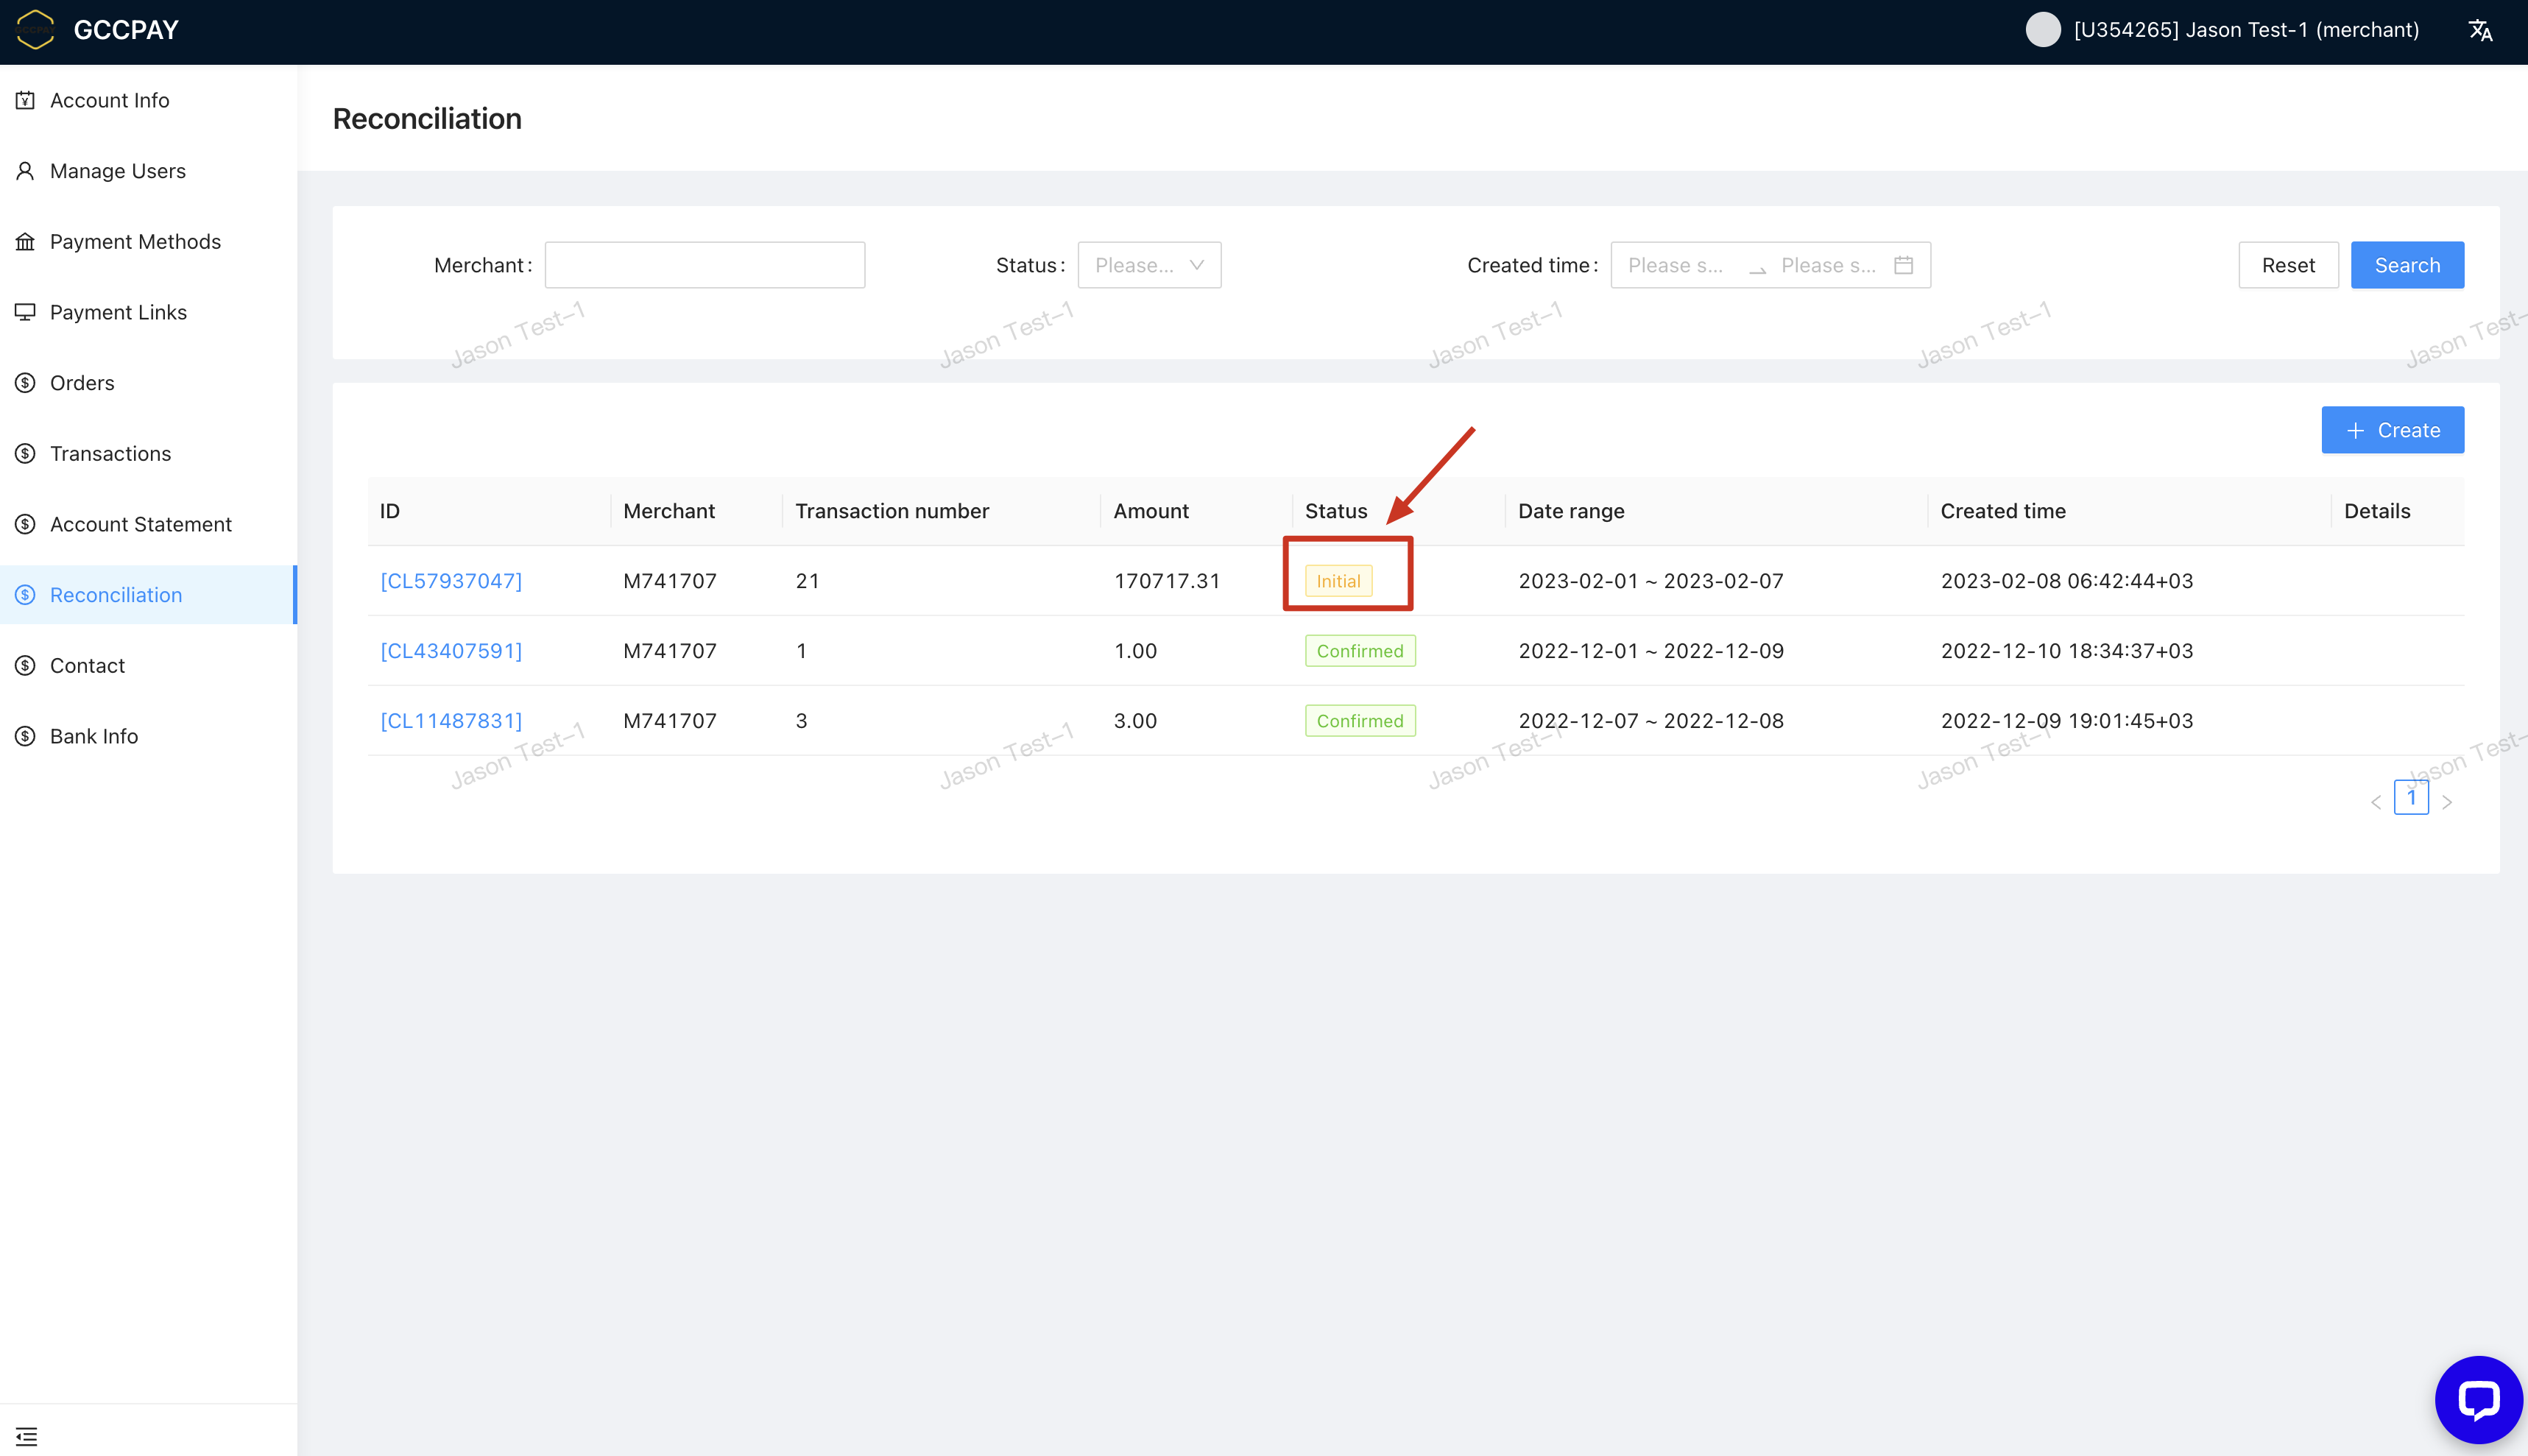 GCCPAY
[U354265] Jason Test-1 (merchant)
Account Info
Manage Users
Payment Methods
Payment Links
Orders
Transactions
Account Statement
Reconciliation
Contact
Bank Info
Reconciliation
Merchant:
Status: Please...
Created time: Please s... Please s...
Reset Search
Jason Test-1 Jason Test-1 Jason Test-1 Jason Test-1 Jason Test-
+ Create
ID Merchant Transaction number Amount Status Date range Created time Details
[CL57937047] M741707 21 170717.31 Initial 2023-02-01 ~ 2023-02-07 2023-02-08 06:42:44+03
[CL43407591] M741707 1 1.00 Confirmed 2022-12-01 ~ 2022-12-09 2022-12-10 18:34:37+03
[CL11487831] M741707 3 3.00 Confirmed 2022-12-07 ~ 2022-12-08 2022-12-09 19:01:45+03
Jason Test-1 Jason Test-1 Jason Test-1 Jason Test-1 Jason Test-
< 1 >